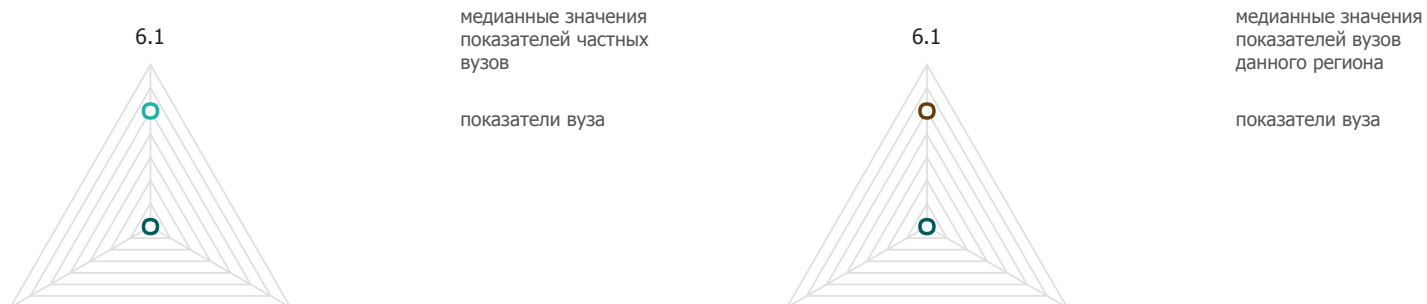 6.1
медианные значения
показателей частных
вузов
показатели вуза
6.1
медианные значения
показателей вузов
данного региона
показатели вуза